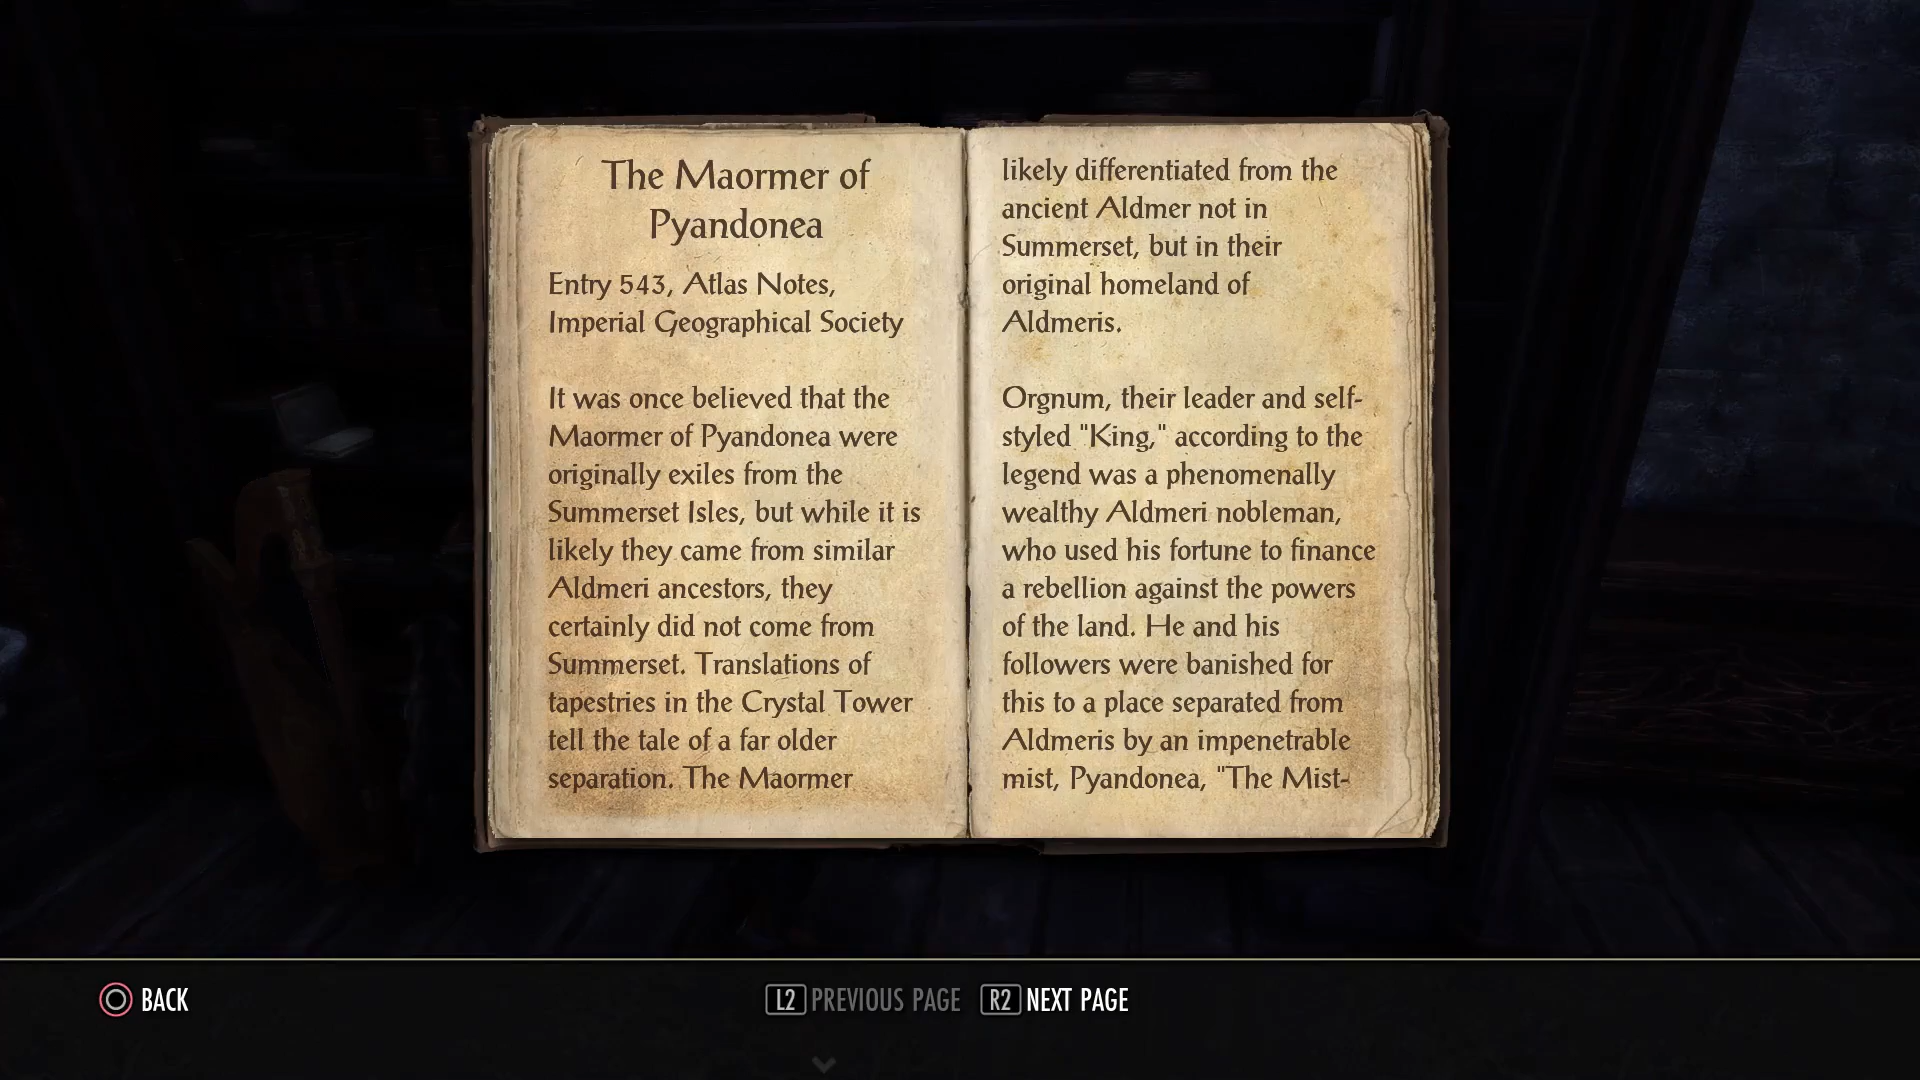 The Maormer of
Pyandonea
Entry 543, Atlas Notes,
Imperial Geographical Society
It was once believed that the
Maormer of Pyandonea were
originally exiles from the
Summerset Isles, but while it is
likely they came from similar
Aldmeri ancestors, they
certainly did not come from
Summerset. Translations of
tapestries in the Crystal Tower
tell the tale of a far older
separation. The Maormer
likely differentiated from the
ancient Aldmer not in
Summerset, but in their
original homeland of
Aldmeris.
Orgnum, their leader and self-
styled "King," according to the
legend was a phenomenally
wealthy Aldmeri nobleman,
who used his fortune to finance
a rebellion against the powers
of the land. He and his
followers were banished for
this to a place separated from
Aldmeris by an impenetrable
mist, Pyandonea, "The Mist-
BACK
L2 PREVIOUS PAGE R2 NEXT PAGE